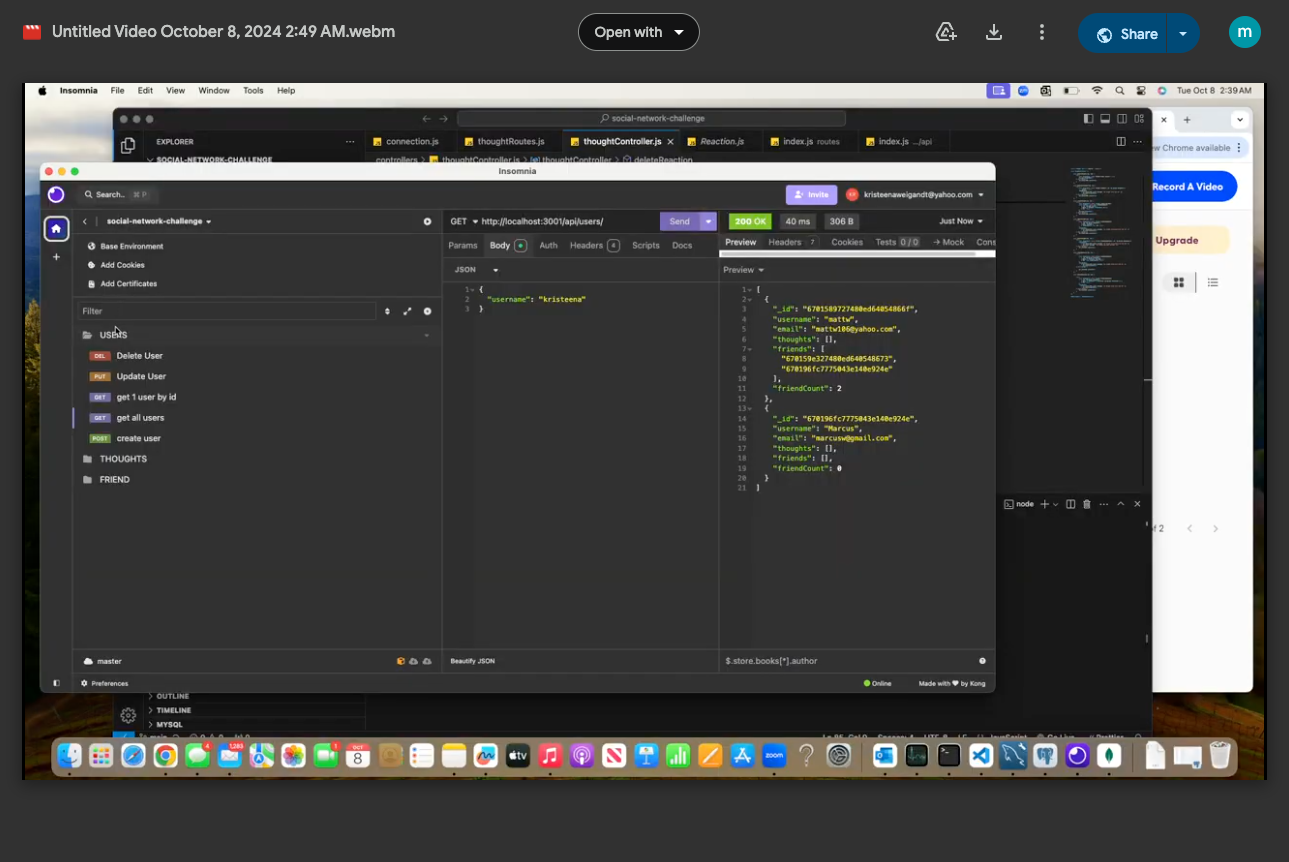 Untitled Video October 8, 2024 2:49 AM.webm
Open with
Share
m
Insomnia File Edit View Window Tools Help
Tue Oct 8 2:39 AM
social-network-challenge
EXPLORER
connection.js thoughtRoutes.js thoughtController.js Reaction.js index.js routes index.js .../api
SOCIAL-NETWORK-CHALLENGE
controllers > thoughtController.js > thoughtController > deleteReaction
Chrome available
Insomnia
Search.. ⌘ P
Invite
kristeenaweigandt@yahoo.com
Record A Video
Upgrade
social-network-challenge
GET http://localhost:3001/api/users/
Send
200 OK 40 ms 306 B
Just Now
Base Environment
Add Cookies
Add Certificates
Params Body Auth Headers 4 Scripts Docs
Preview Headers 7 Cookies Tests 0 / 0 → Mock Cons
JSON
Preview
Filter
USERS
DEL Delete User
PUT Update User
GET get 1 user by id
GET get all users
POST create user
THOUGHTS
FRIEND
1 {
2 "username": "kristeena"
3 }
1 [
2 {
3 "_id": "6701589727480ed64054866f",
4 "username": "mattw",
5 "email": "mattw106@yahoo.com",
6 "thoughts": [],
7 "friends": [
8 "670159e327480ed640548673",
9 "670196fc7775043e140e924e"
10 ],
11 "friendCount": 2
12 },
13 {
14 "_id": "670196fc7775043e140e924e",
15 "username": "Marcus",
16 "email": "marcusw@gmail.com",
17 "thoughts": [],
18 "friends": [],
19 "friendCount": 0
20 }
21 ]
node
of 2
master
Beautify JSON
$.store.books[*].author
Preferences
Online
Made with ♥ by Kong
OUTLINE
TIMELINE
MYSQL
4
1,283
1
OCT
8
tv
zoom